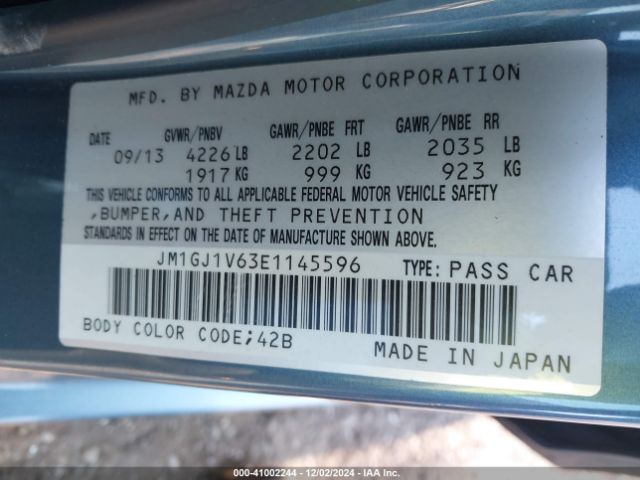 MFD. BY MAZDA MOTOR CORPORATION
DATE GVWR/PNBV GAWR/PNBE FRT GAWR/PNBE RR
09/13 4226 LB 2202 LB 2035 LB
1917 KG 999 KG 923 KG
THIS VEHICLE CONFORMS TO ALL APPLICABLE FEDERAL MOTOR VEHICLE SAFETY
,BUMPER,AND THEFT PREVENTION
STANDARDS IN EFFECT ON THE DATE OF MANUFACTURE SHOWN ABOVE.
JM1GJ1V63E1145596 TYPE: PASS CAR
BODY COLOR CODE;42B
MADE IN JAPAN
000-41002244 - 12/02/2024 - IAA Inc.